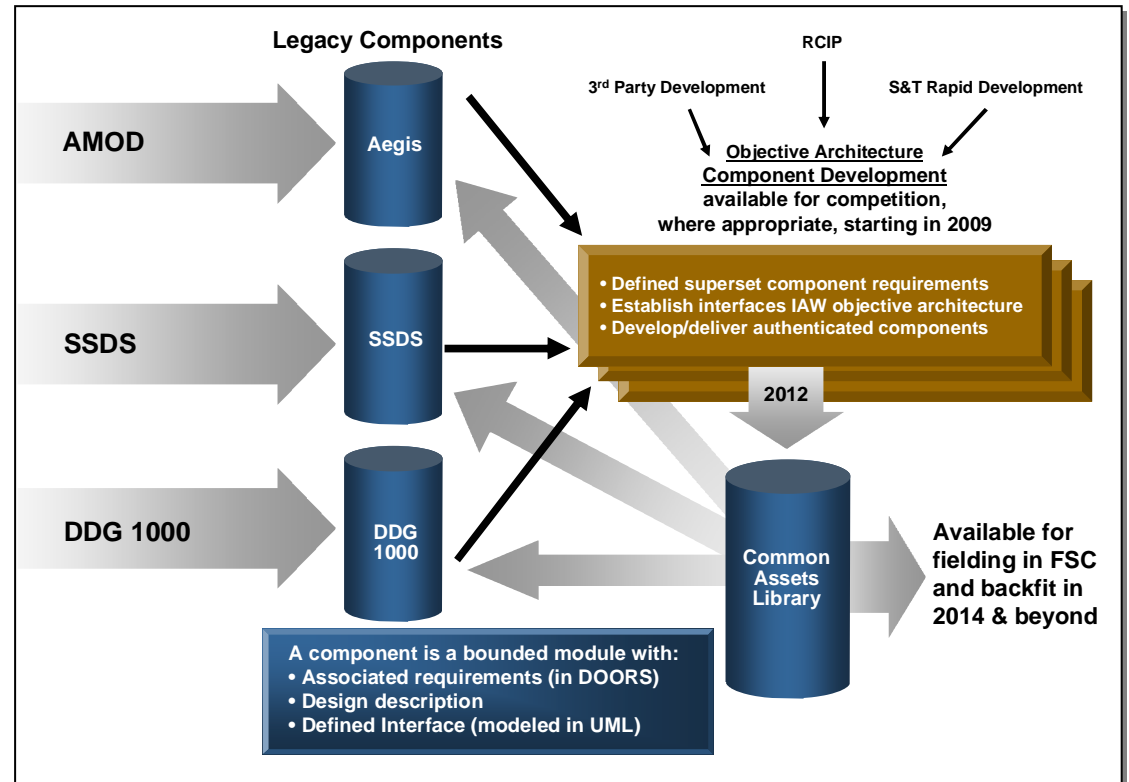 Legacy Components
RCIP
3rd Party Development
S&T Rapid Development
AMOD
Aegis
Objective Architecture
Component Development
available for competition,
where appropriate, starting in 2009
• Defined superset component requirements
• Establish interfaces IAW objective architecture
• Develop/deliver authenticated components
SSDS
SSDS
2012
DDG 1000
DDG
1000
Common
Assets
Library
Available for
fielding in FSC
and backfit in
2014 & beyond
A component is a bounded module with:
• Associated requirements (in DOORS)
• Design description
• Defined Interface (modeled in UML)